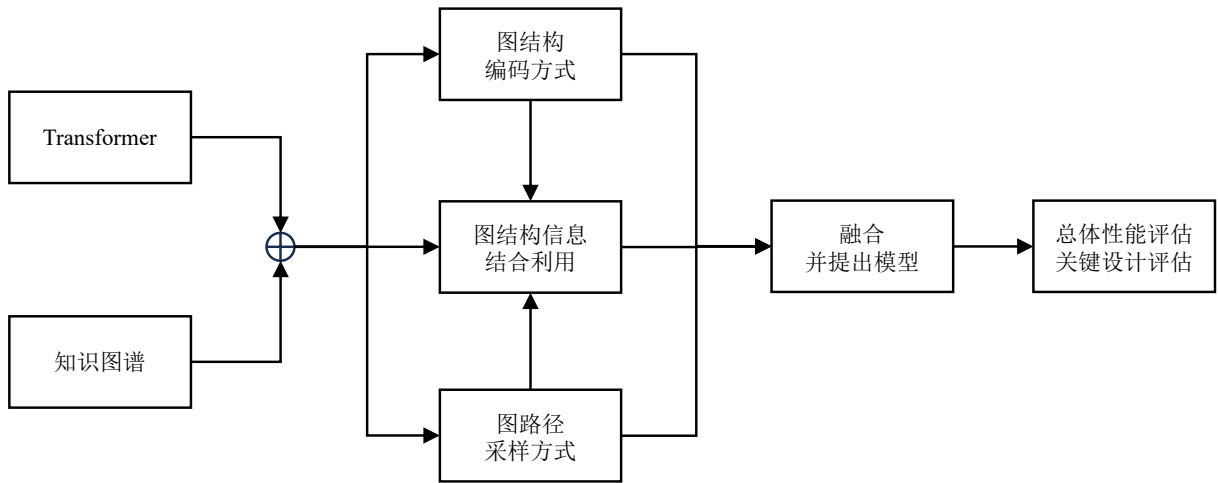 Transformer
知识图谱
图结构
编码方式
图结构信息
结合利用
图路径
采样方式
融合
并提出模型
总体性能评估
关键设计评估